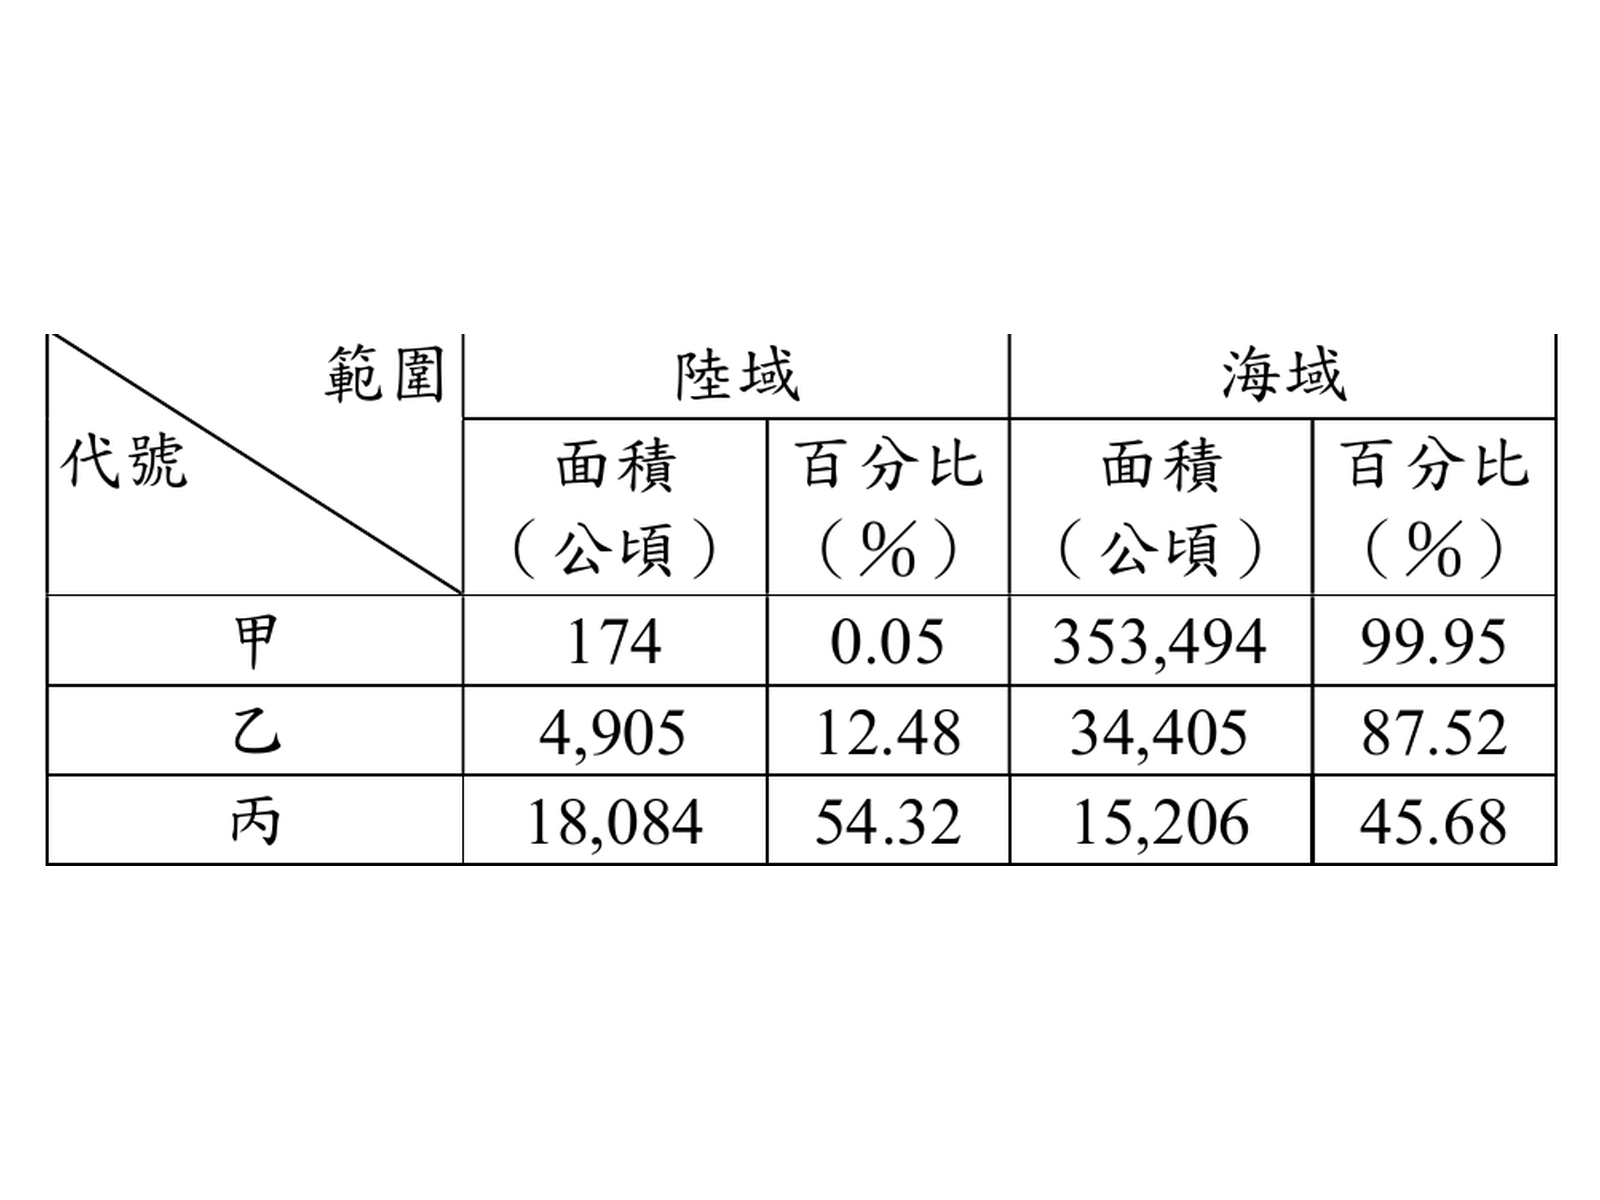 範圍 陸域 海域
代號 面積 百分比 面積 百分比
（公頃） （%） （公頃） （%）
甲 174 0.05 353,494 99.95
乙 4,905 12.48 34,405 87.52
丙 18,084 54.32 15,206 45.68